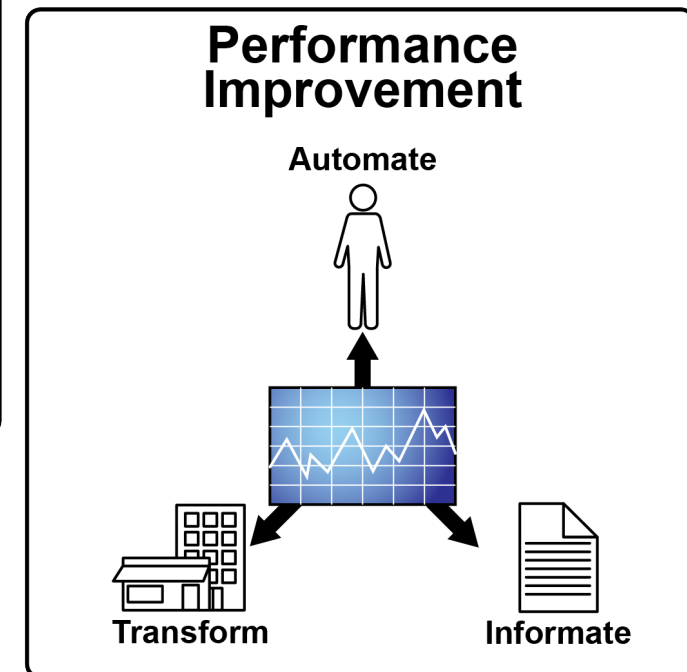 Performance
Improvement
Automate
Transform
Informate